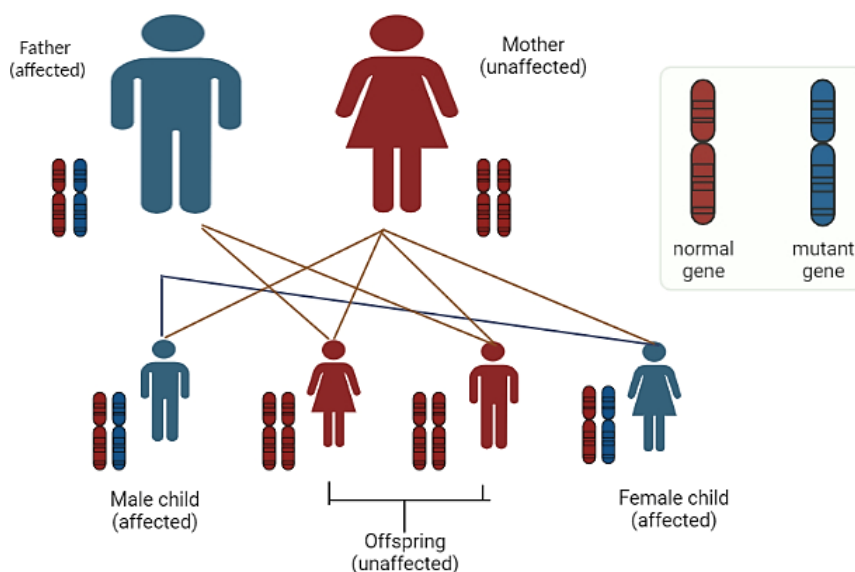 Father
(affected)
Mother
(unaffected)
normal
gene
mutant
gene
Male child
(affected)
Offspring
(unaffected)
Female child
(affected)